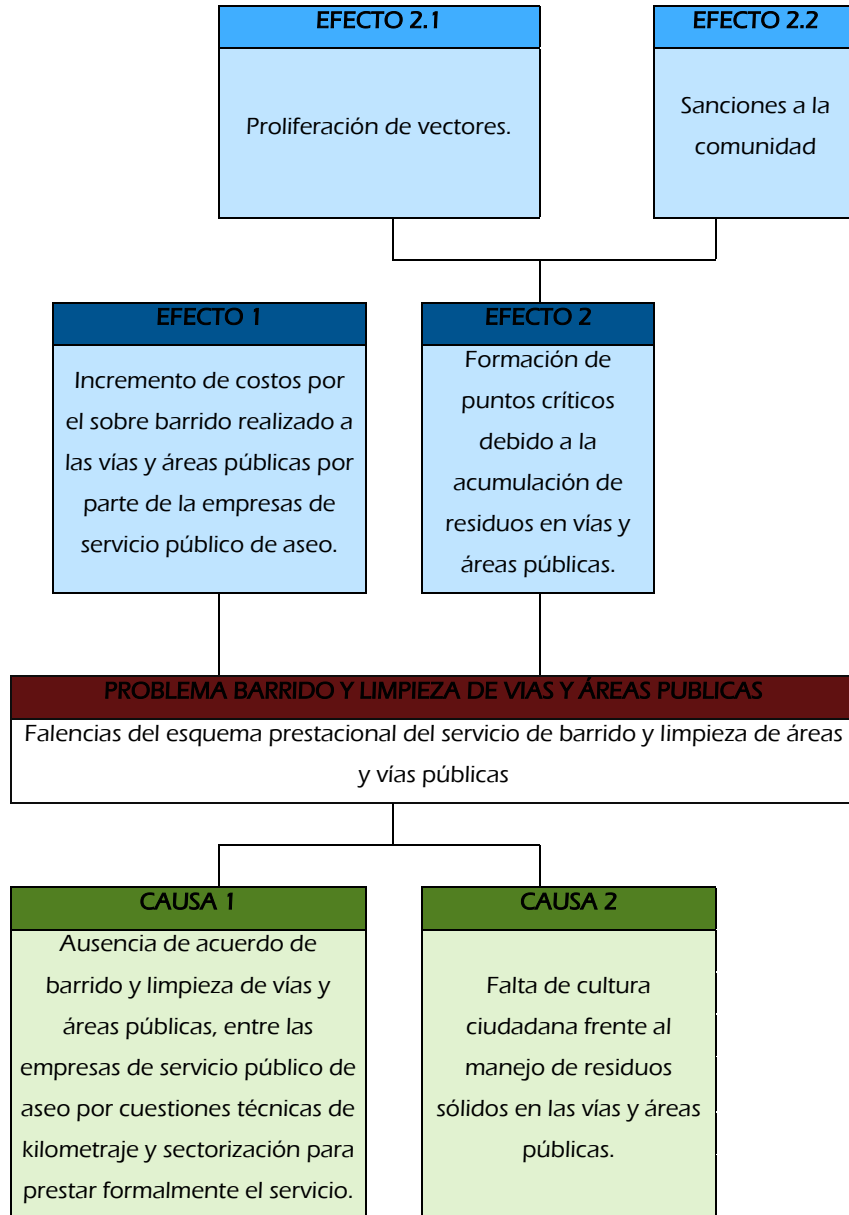 EFECTO 2.1
Proliferación de vectores.
EFECTO 2.2
Sanciones a la
comunidad
EFECTO 1
Incremento de costos por
el sobre barrido realizado a
las vías y áreas públicas por
parte de la empresas de
servicio público de aseo.
EFECTO 2
Formación de
puntos críticos
debido a la
acumulación de
residuos en vías y
áreas públicas.
PROBLEMA BARRIDO Y LIMPIEZA DE VIAS Y ÁREAS PUBLICAS
Falencias del esquema prestacional del servicio de barrido y limpieza de áreas
y vías públicas
CAUSA 1
Ausencia de acuerdo de
barrido y limpieza de vías y
áreas públicas, entre las
empresas de servicio público de
aseo por cuestiones técnicas de
kilometraje y sectorización para
prestar formalmente el servicio.
CAUSA 2
Falta de cultura
ciudadana frente al
manejo de residuos
sólidos en las vías y áreas
públicas.